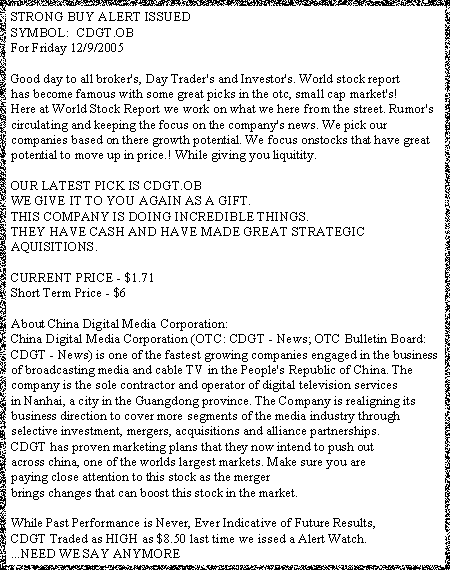 STRONG BUY ALERT ISSUED
SYMBOL: CDGT.OB
For Friday 12/9/2005
Good day to all broker's, Day Trader's and Investor's. World stock report
has become famous with some great picks in the otc, small cap market's!
Here at World Stock Report we work on what we here from the street. Rumor's
circulating and keeping the focus on the company's news. We pick our
companies based on there growth potential. We focus onstocks that have great
potential to move up in price.! While giving you liquitity.
OUR LATEST PICK IS CDGT.OB
WE GIVE IT TO YOU AGAIN AS A GIFT.
THIS COMPANY IS DOING INCREDIBLE THINGS.
THEY HAVE CASH AND HAVE MADE GREAT STRATEGIC
AQUISITIONS.
CURRENT PRICE - $1.71
Short Term Price - $6
About China Digital Media Corporation:
China Digital Media Corporation (OTC: CDGT - News; OTC Bulletin Board:
CDGT - News) is one of the fastest growing companies engaged in the business
of broadcasting media and cable TV in the People's Republic of China. The
company is the sole contractor and operator of digital television services
in Nanhai, a city in the Guangdong province. The Company is realigning its
business direction to cover more segments of the media industry through
selective investment, mergers, acquisitions and alliance partnerships.
CDGT has proven marketing plans that they now intend to push out
across china, one of the worlds largest markets. Make sure you are
paying close attention to this stock as the merger
brings changes that can boost this stock in the market.
While Past Performance is Never, Ever Indicative of Future Results,
CDGT Traded as HIGH as $8.50 last time we issed a Alert Watch.
...NEED WE SAY ANYMORE